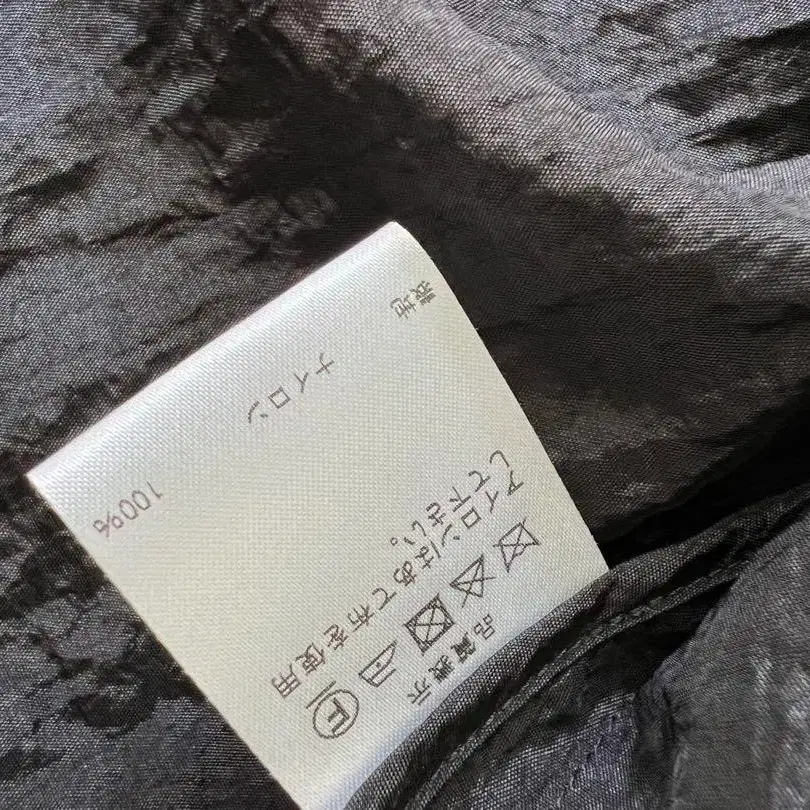 品質表示
F
アイロンはあて布を使用
して下さい。
表地
ナイロン
100%